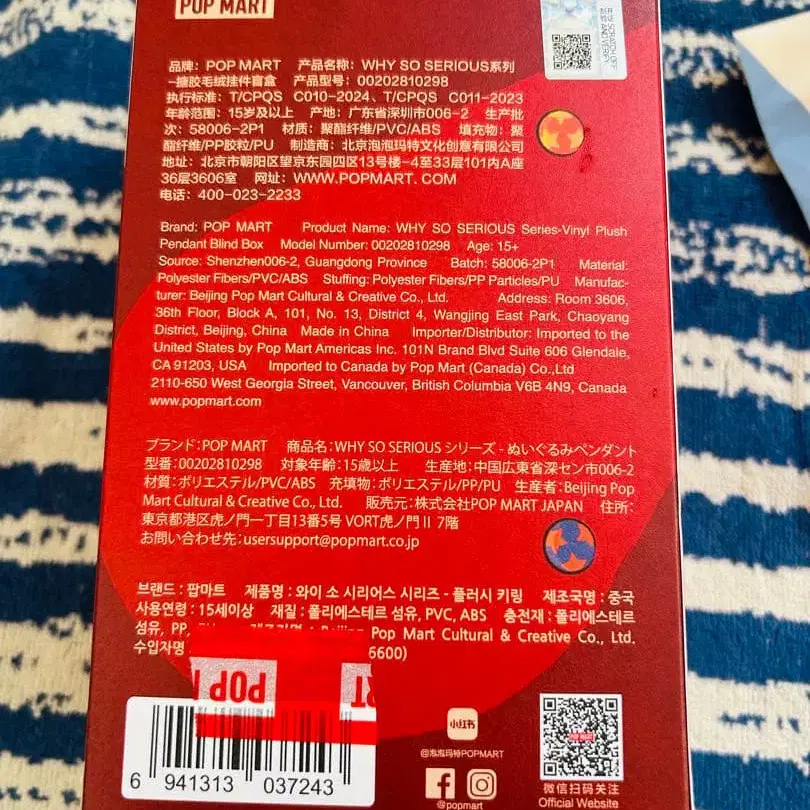 POP MART
SCRATCH OFF
AND VERIFY
品牌：POP MART 产品名称：WHY SO SERIOUS系列
-搪胶毛绒挂件盲盒 产品型号：00202810298
执行标准：T/CPQS C010-2024、T/CPQS C011-2023
年龄范围：15岁及以上 产地：广东省深圳市006-2 生产批
次：58006-2P1 材质：聚酯纤维/PVC/ABS 填充物：聚
酯纤维/PP胶粒/PU 制造商：北京泡泡玛特文化创意有限公司
地址：北京市朝阳区望京东园四区13号楼-4至33层101内A座
36层3606室 网址：WWW.POPMART.COM
电话：400-023-2233
Brand: POP MART Product Name: WHY SO SERIOUS Series-Vinyl Plush
Pendant Blind Box Model Number: 00202810298 Age: 15+
Source: Shenzhen006-2, Guangdong Province Batch: 58006-2P1 Material:
Polyester Fibers/PVC/ABS Stuffing: Polyester Fibers/PP Particles/PU Manufac-
turer: Beijing Pop Mart Cultural & Creative Co., Ltd. Address: Room 3606,
36th Floor, Block A, 101, No. 13, District 4, Wangjing East Park, Chaoyang
District, Beijing, China Made in China Importer/Distributor: Imported to the
United States by Pop Mart Americas Inc. 101N Brand Blvd Suite 606 Glendale,
CA 91203, USA Imported to Canada by Pop Mart (Canada) Co.,Ltd
2110-650 West Georgia Street, Vancouver, British Columbia V6B 4N9, Canada
www.popmart.com
ブランド：POP MART 商品名：WHY SO SERIOUS シリーズ - ぬいぐるみペンダント
型番：00202810298 対象年齢：15歳以上 生産地：中国広東省深セン市006-2
材質：ポリエステル/PVC/ABS 充填物：ポリエステル/PP/PU 生産者：Beijing Pop
Mart Cultural & Creative Co., Ltd. 販売元：株式会社POP MART JAPAN 住所：
東京都港区虎ノ門一丁目13番5号 VORT虎ノ門Ⅱ 7階
お問い合わせ先：usersupport@popmart.co.jp
브랜드 : 팝마트 제품명 : 와이 소 시리어스 시리즈 - 플러시 키링 제조국명 : 중국
사용연령 : 15세이상 재질 : 폴리에스테르 섬유, PVC, ABS 충전재 : 폴리에스테르
섬유, PP, Beijing Pop Mart Cultural & Creative Co., Ltd.
수입자명 6600)
POP
6 941313 037243
小红书
@泡泡玛特POPMART
@popmart
POP MART
微信扫码关注
Official Website